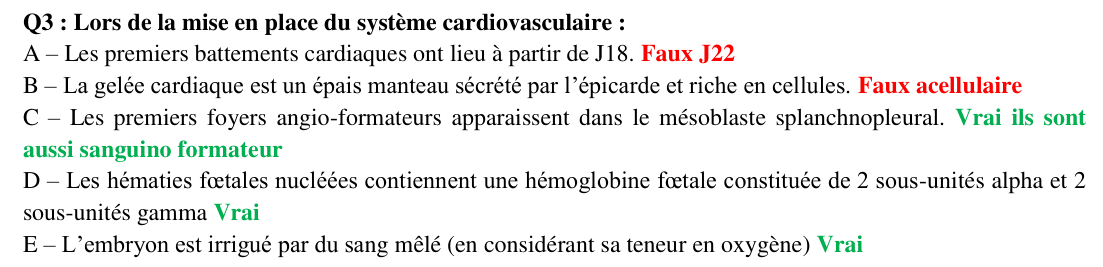 Q3 : Lors de la mise en place du système cardiovasculaire :
A – Les premiers battements cardiaques ont lieu à partir de J18. Faux J22
B – La gelée cardiaque est un épais manteau sécrété par l’épicarde et riche en cellules. Faux acellulaire
C – Les premiers foyers angio-formateurs apparaissent dans le mésoblaste splanchnopleural. Vrai ils sont
aussi sanguino formateur
D – Les hématies fœtales nucléées contiennent une hémoglobine fœtale constituée de 2 sous-unités alpha et 2
sous-unités gamma Vrai
E – L’embryon est irrigué par du sang mêlé (en considérant sa teneur en oxygène) Vrai